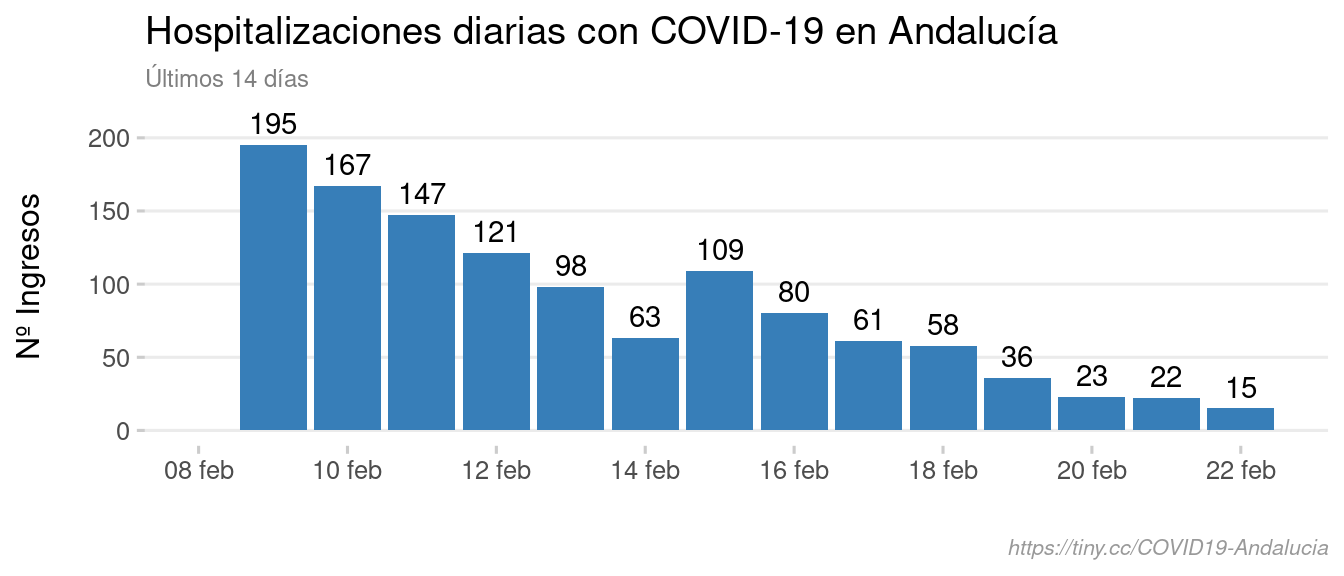 Hospitalizaciones diarias con COVID-19 en Andalucía
Últimos 14 días
Nº Ingresos
200
150
100
50
0
195
167
147
121
98
63
109
80
61
58
36
23
22
15
08 feb
10 feb
12 feb
14 feb
16 feb
18 feb
20 feb
22 feb
https://tiny.cc/COVID19-Andalucia